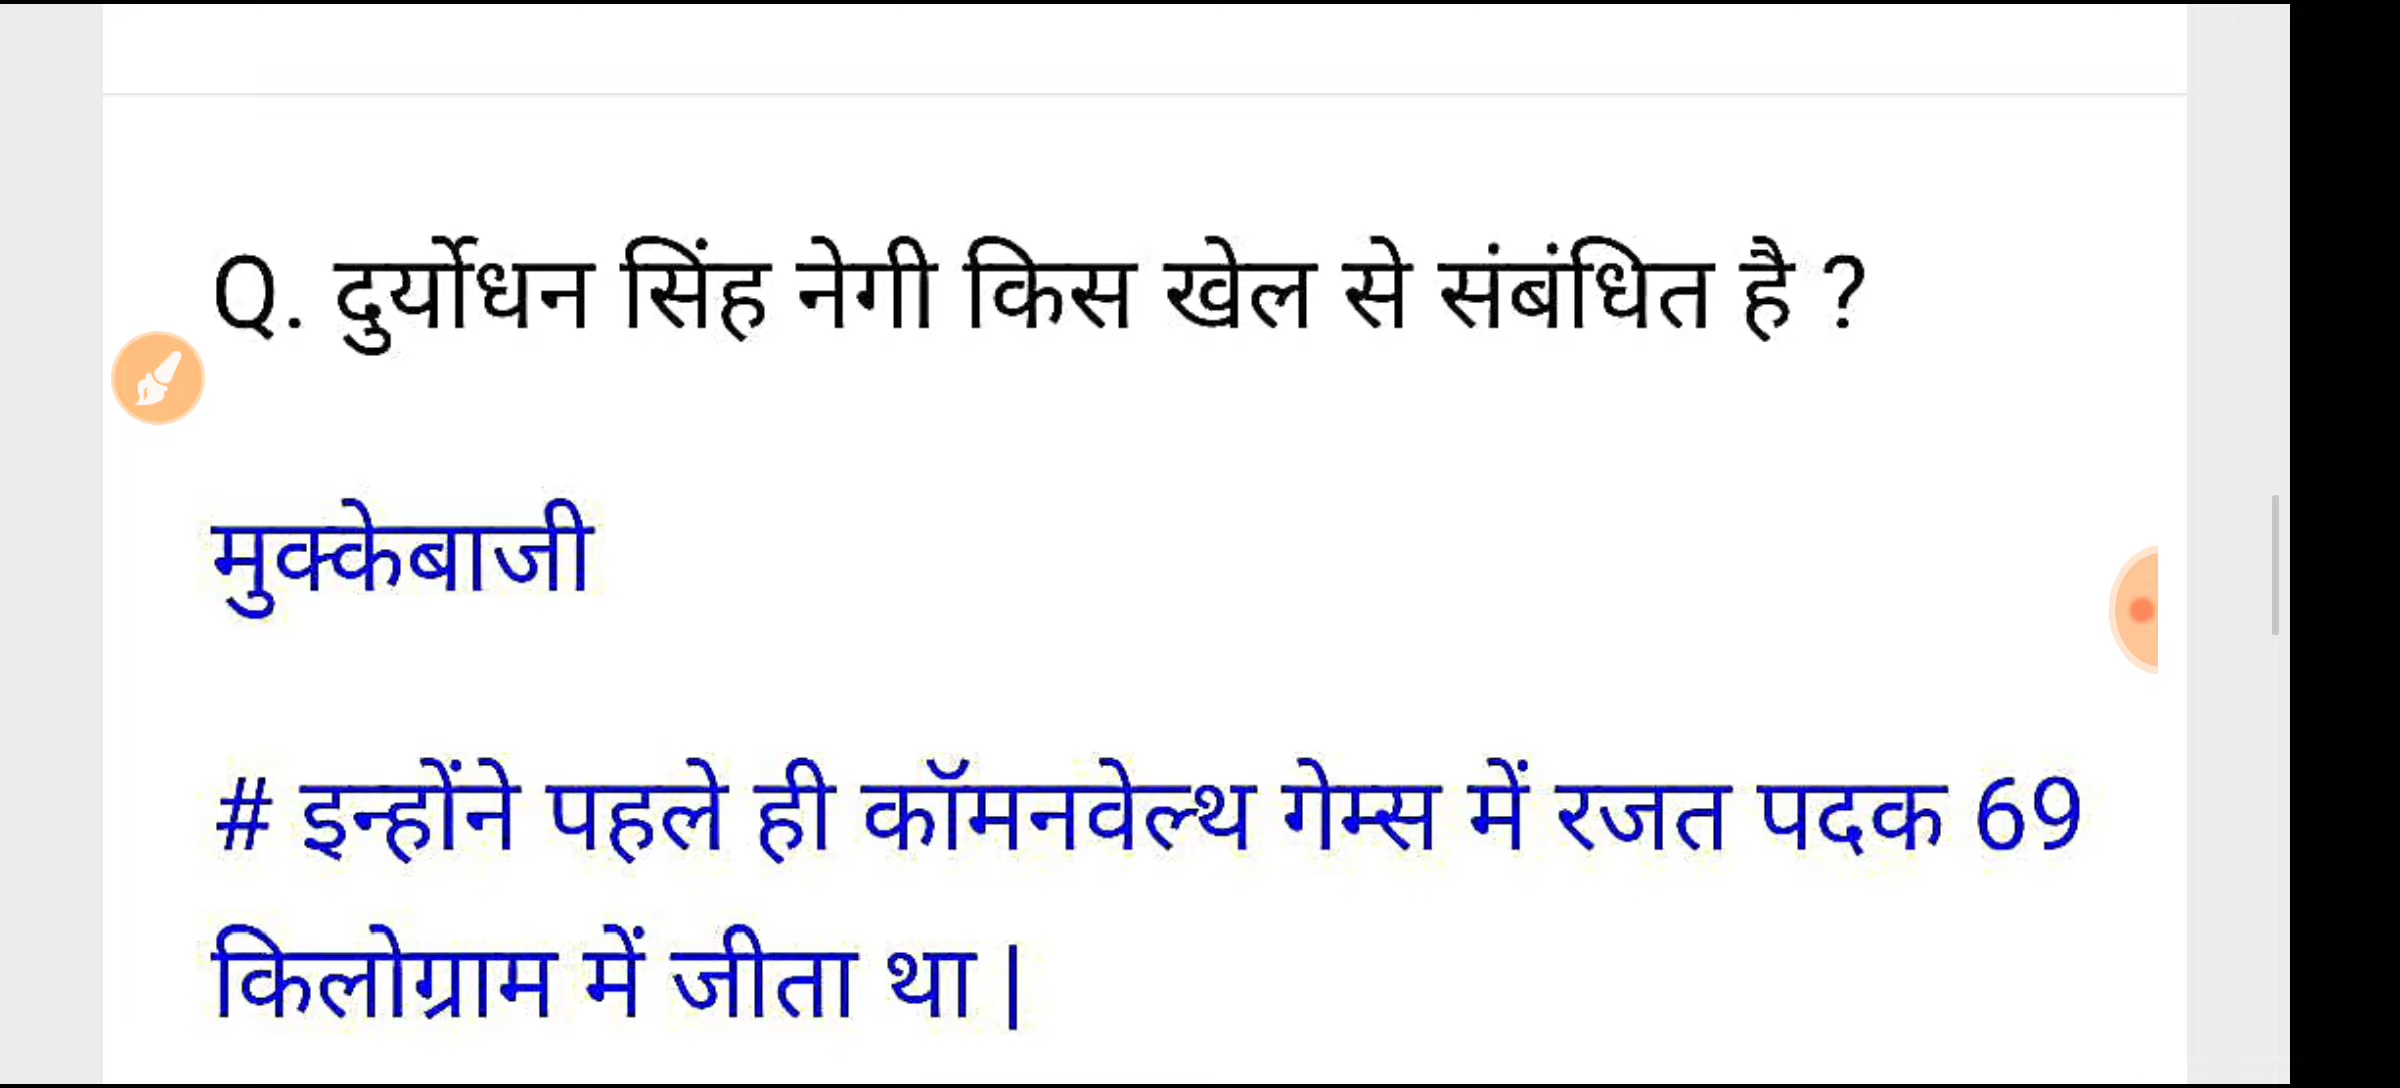 Q. दुर्योधन सिंह नेगी किस खेल से संबंधित है ?
मुक्केबाजी
# इन्होंने पहले ही कॉमनवेल्थ गेम्स में रजत पदक 69
किलोग्राम में जीता था |